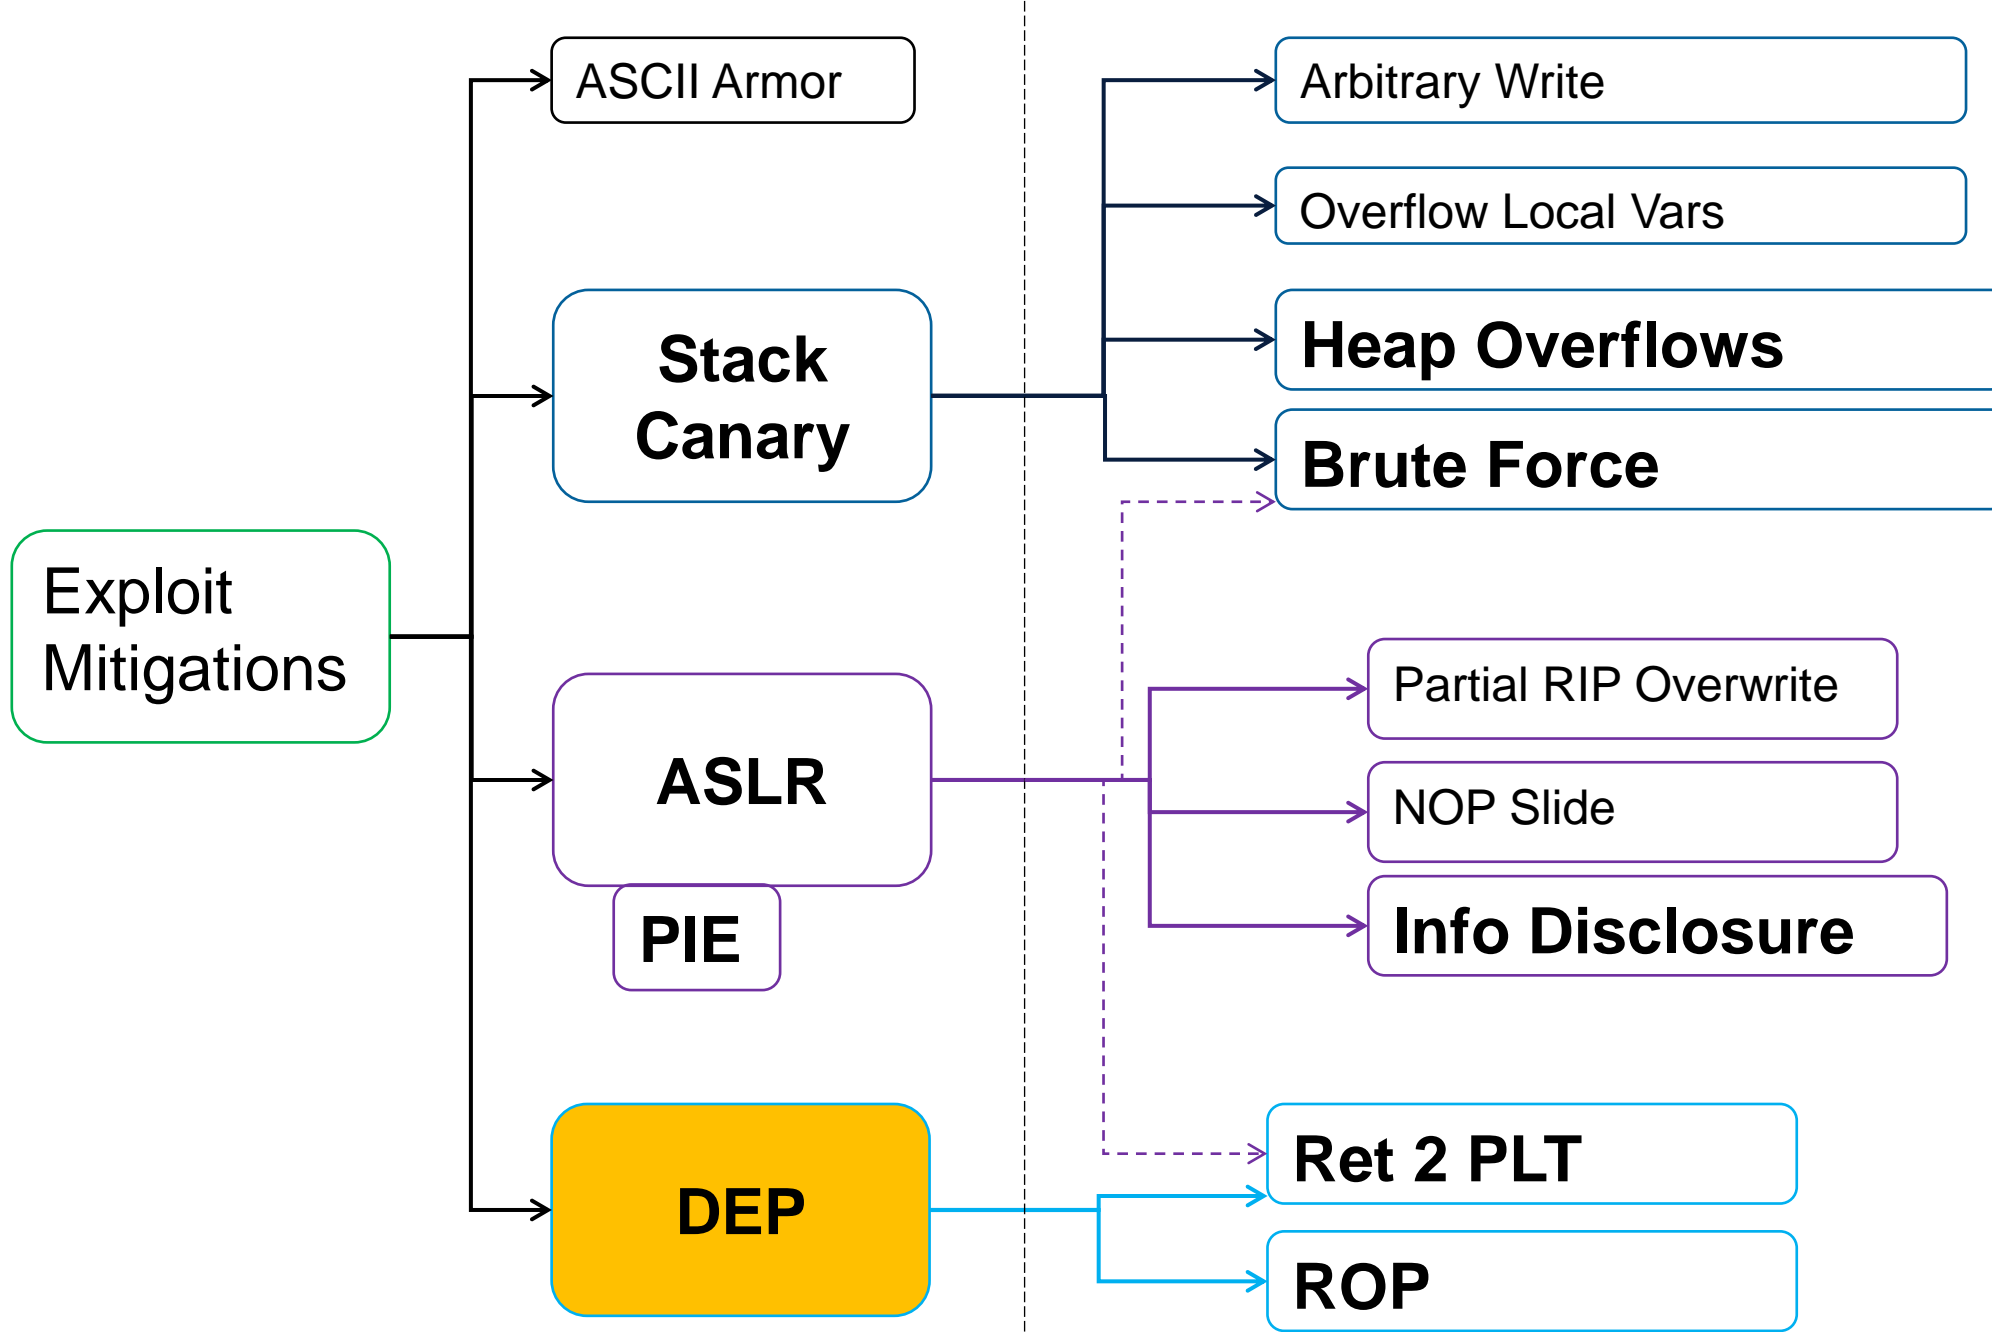 ASCII Armor
Arbitrary Write
Overflow Local Vars
Stack
Canary
Heap Overflows
Brute Force
Exploit
Mitigations
ASLR
PIE
Partial RIP Overwrite
NOP Slide
Info Disclosure
DEP
Ret 2 PLT
ROP